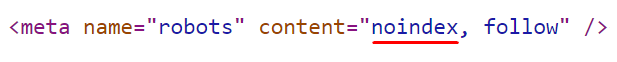 <meta name="robots" content="noindex, follow" />